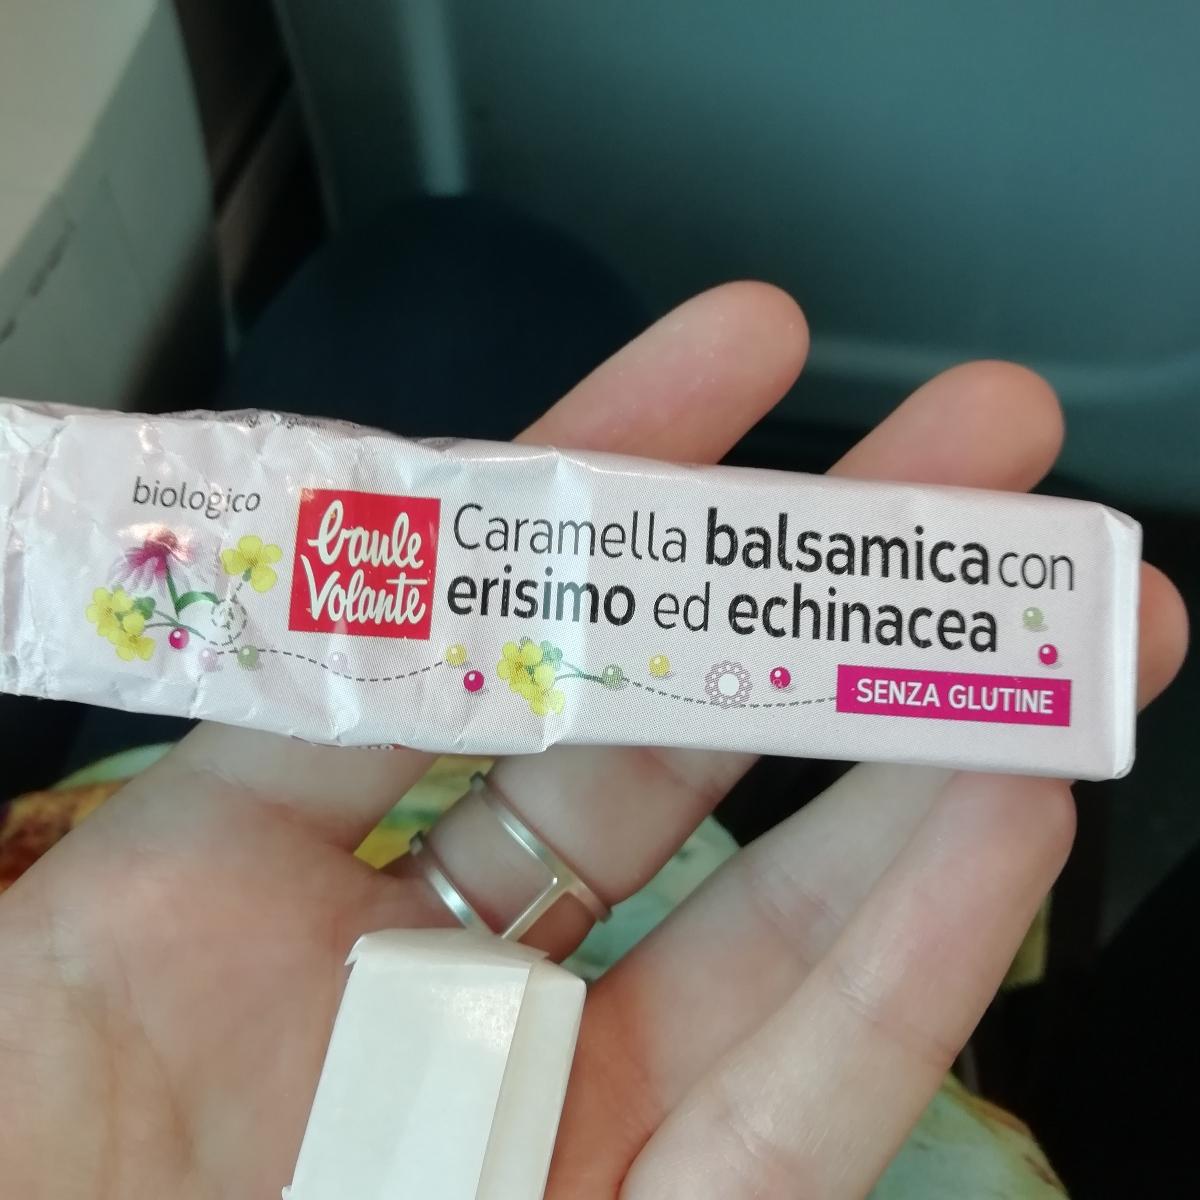 biologico
baule
volante
Caramella balsamica con
erisimo ed echinacea
SENZA GLUTINE